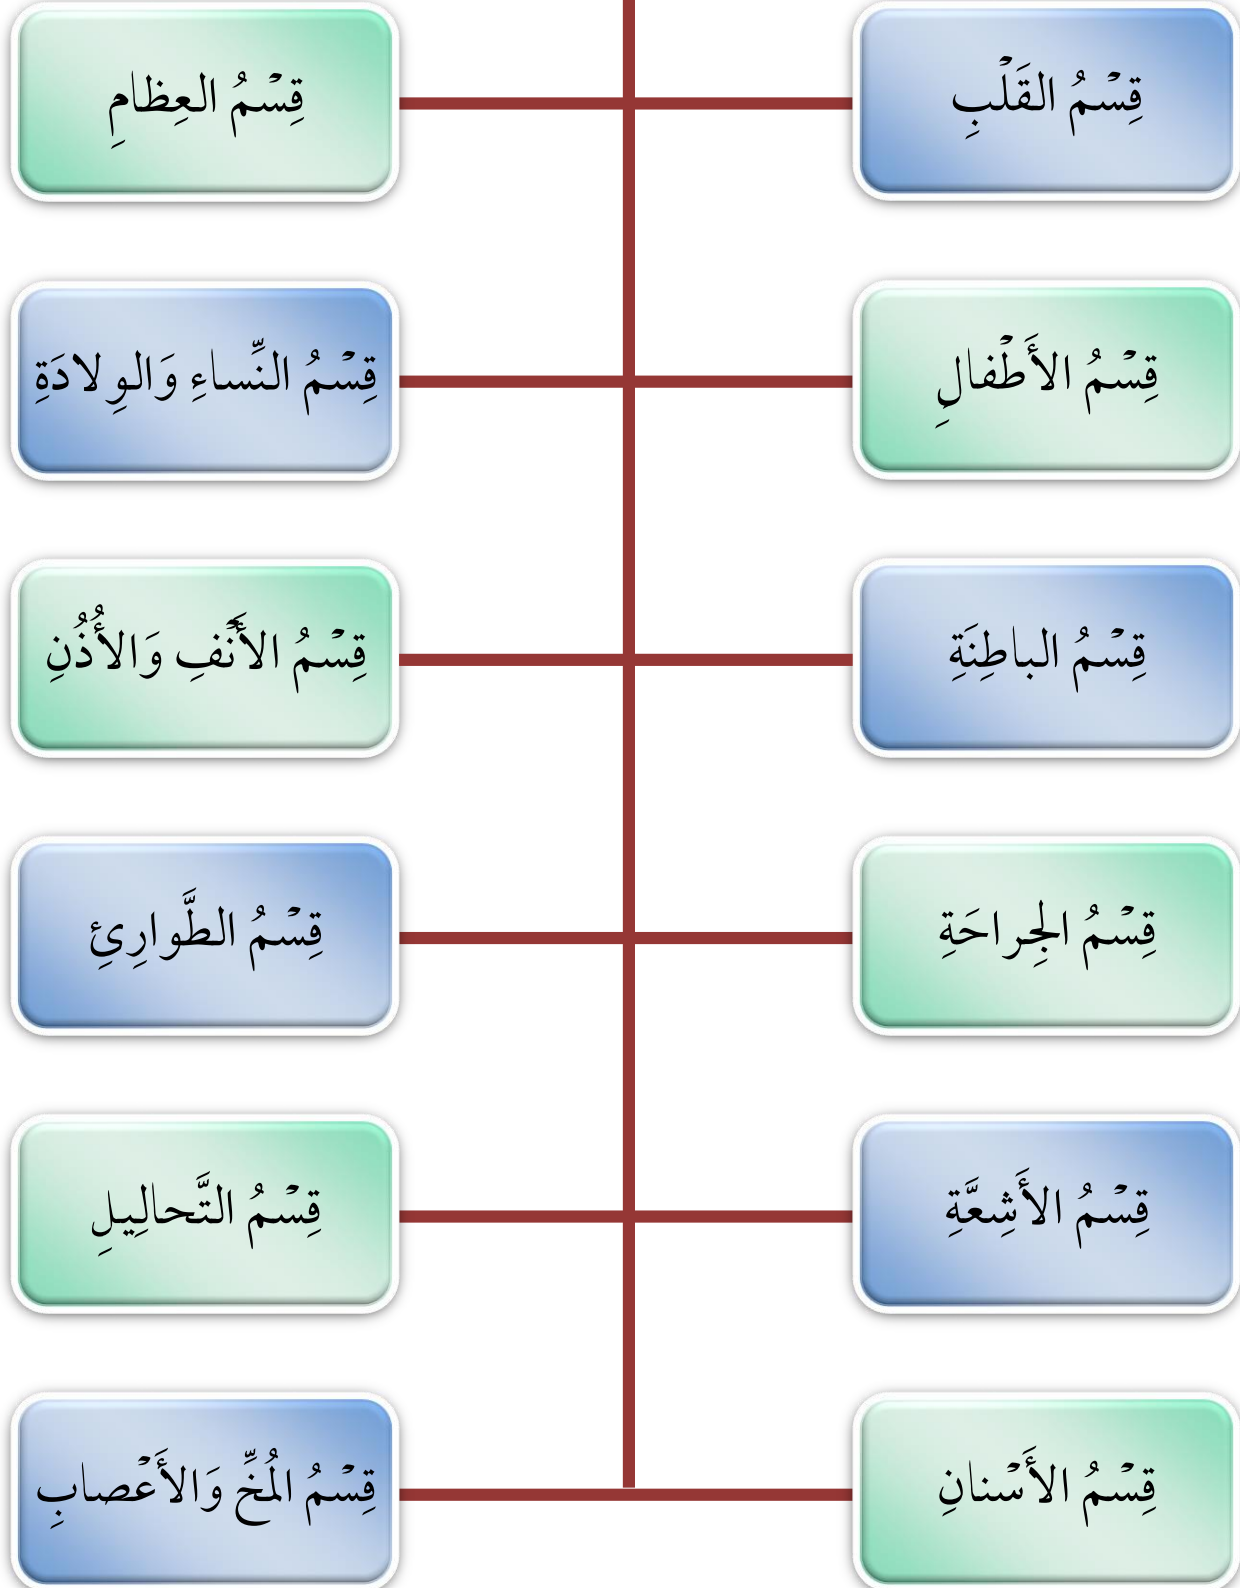 قِسْمُ القَلْبِ
قِسْمُ العِظامِ
قِسْمُ الأَطْفالِ
قِسْمُ النِّساءِ وَالوِلادَةِ
قِسْمُ الباطِنَةِ
قِسْمُ الأَنْفِ وَالأُذُنِ
قِسْمُ الجِراحَةِ
قِسْمُ الطَّوارِئِ
قِسْمُ الأَشِعَّةِ
قِسْمُ التَّحالِيلِ
قِسْمُ الأَسْنانِ
قِسْمُ المُخِّ وَالأَعْصابِ